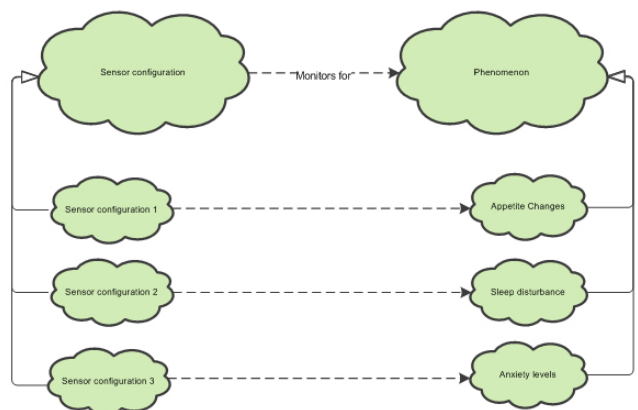 Sensor configuration
Monitors for
Phenomenon
Sensor configuration 1
Appetite Changes
Sensor configuration 2
Sleep disturbance
Sensor configuration 3
Anxiety levels